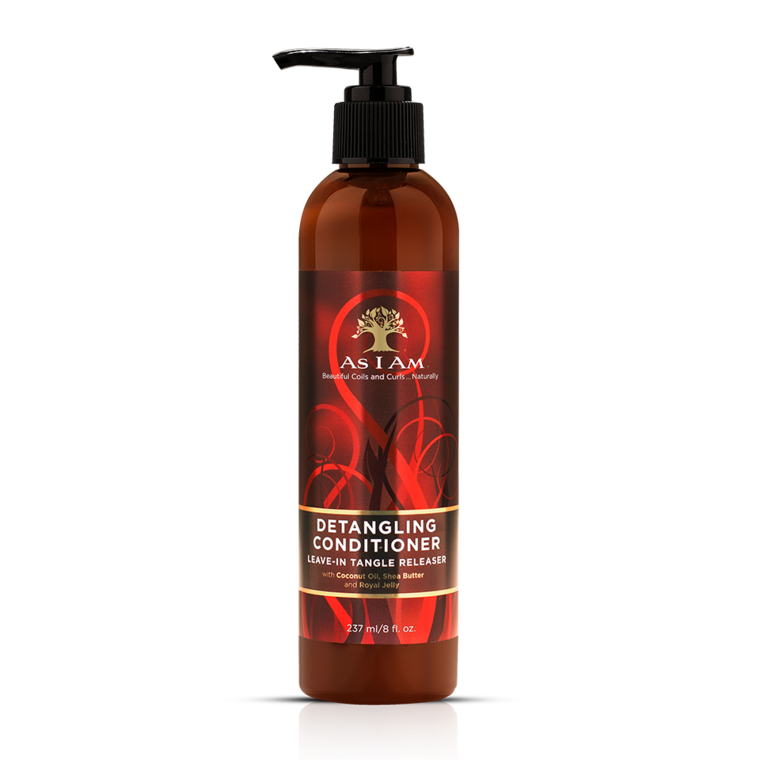 As I Am
Beautiful Coils and Curls...Naturally
DETANGLING
CONDITIONER
LEAVE-IN TANGLE RELEASER
with Coconut Oil, Shea Butter
and Royal Jelly
237 ml/8 fl. oz.